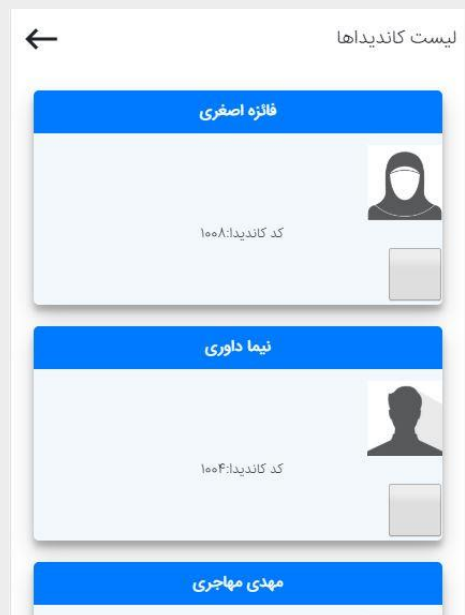 لیست کاندیداها
فائزه اصغری
کد کاندیدا:۱۰۰۸
نیما داوری
کد کاندیدا:۱۰۰۴
مهدی مهاجری